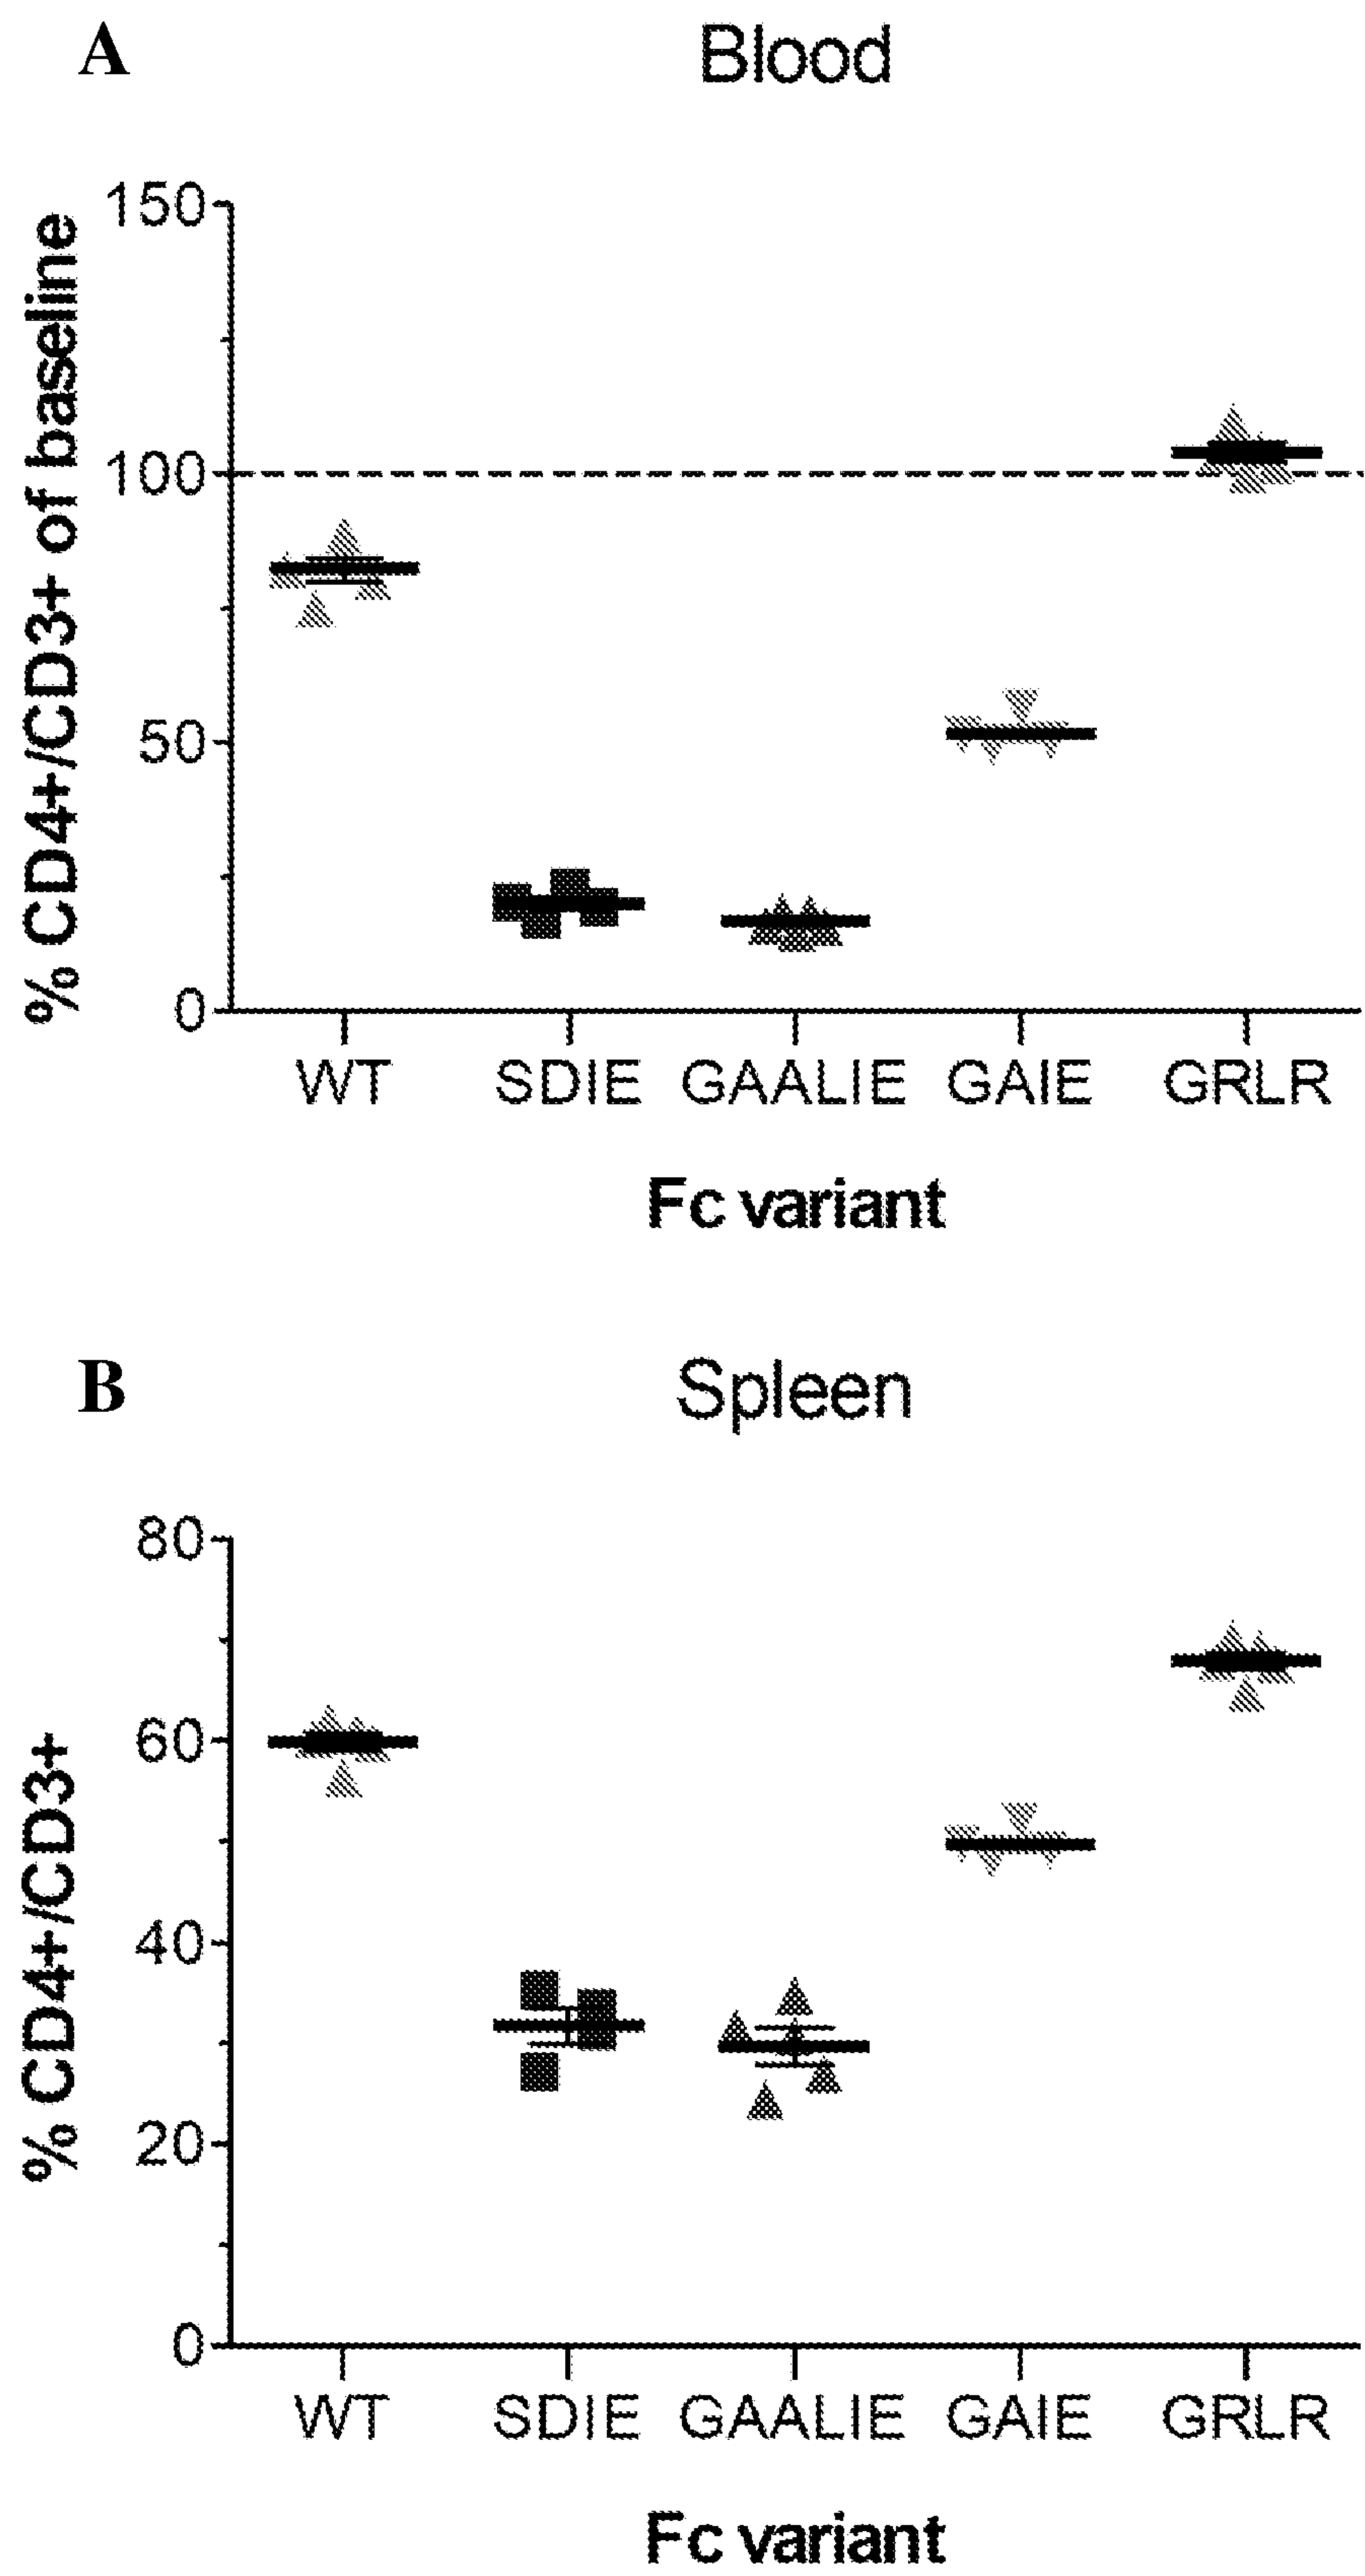 A
Blood
% CD4+/CD3+ of baseline
150
100
50
0
WT SDIE GAALIE GAIE GRLR
Fc variant
B
Spleen
% CD4+/CD3+
80
60
40
20
0
WT SDIE GAALIE GAIE GRLR
Fc variant